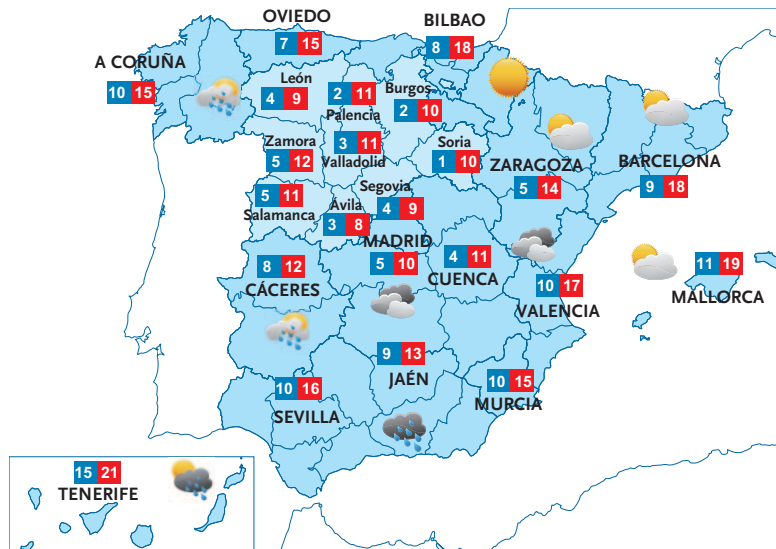 OVIEDO
7 15
BILBAO
8 18
A CORUÑA
10 15
León
4 9
2 11
Palencia
Burgos
2 10
Zamora
5 12
3 11
Valladolid
Soria
1 10
ZARAGOZA
5 14
BARCELONA
9 18
5 11
Salamanca
Ávila
3 8
Segovia
4 9
MADRID
5 10
4 11
CUENCA
8 12
CÁCERES
10 17
VALENCIA
11 19
MALLORCA
9 13
JAÉN
10 16
SEVILLA
10 15
MURCIA
15 21
TENERIFE